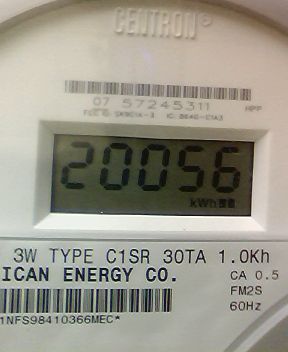 CENTRON®
07 57245311 HPP
20056
kWh
3W TYPE C1SR 30TA 1.0Kh
ICAN ENERGY CO. CA 0.5
FM2S
60Hz
1NFS98410366MEC*